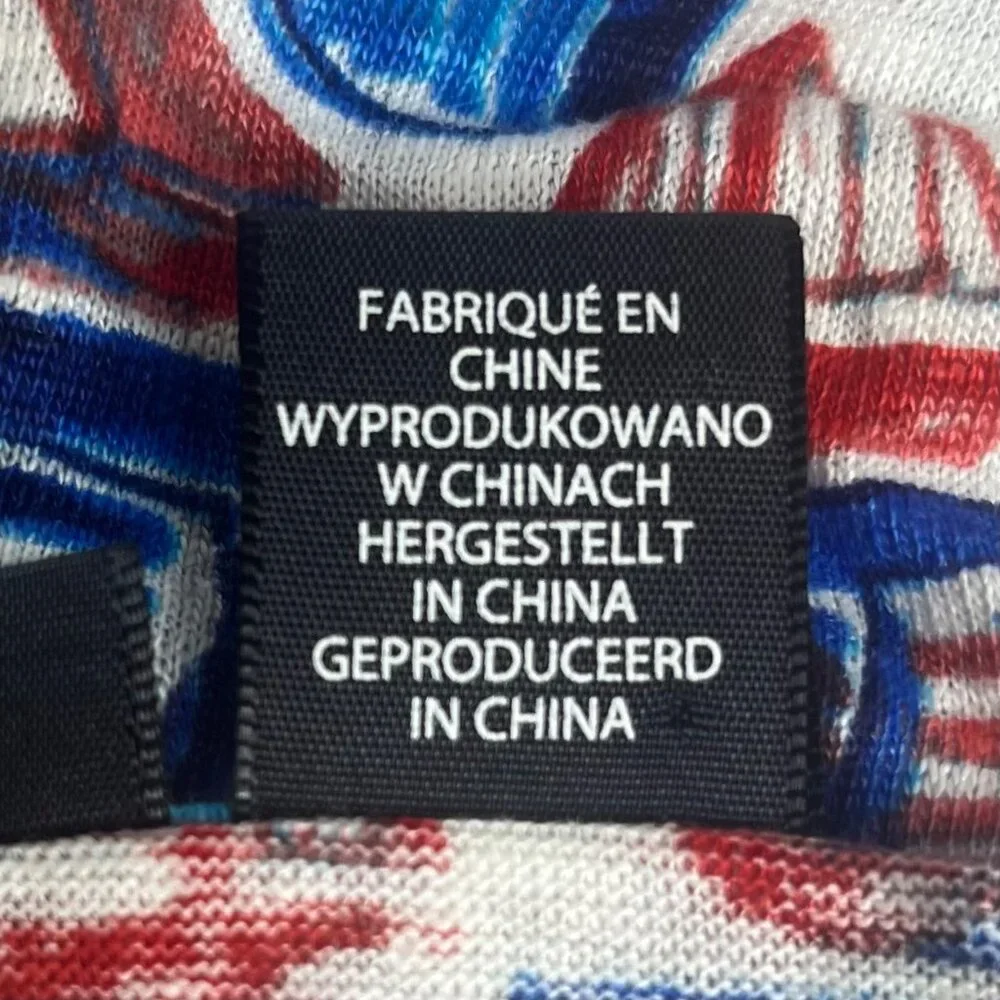 FABRIQUÉ EN
CHINE
WYPRODUKOWANO
W CHINACH
HERGESTELLT
IN CHINA
GEPRODUCEERD
IN CHINA